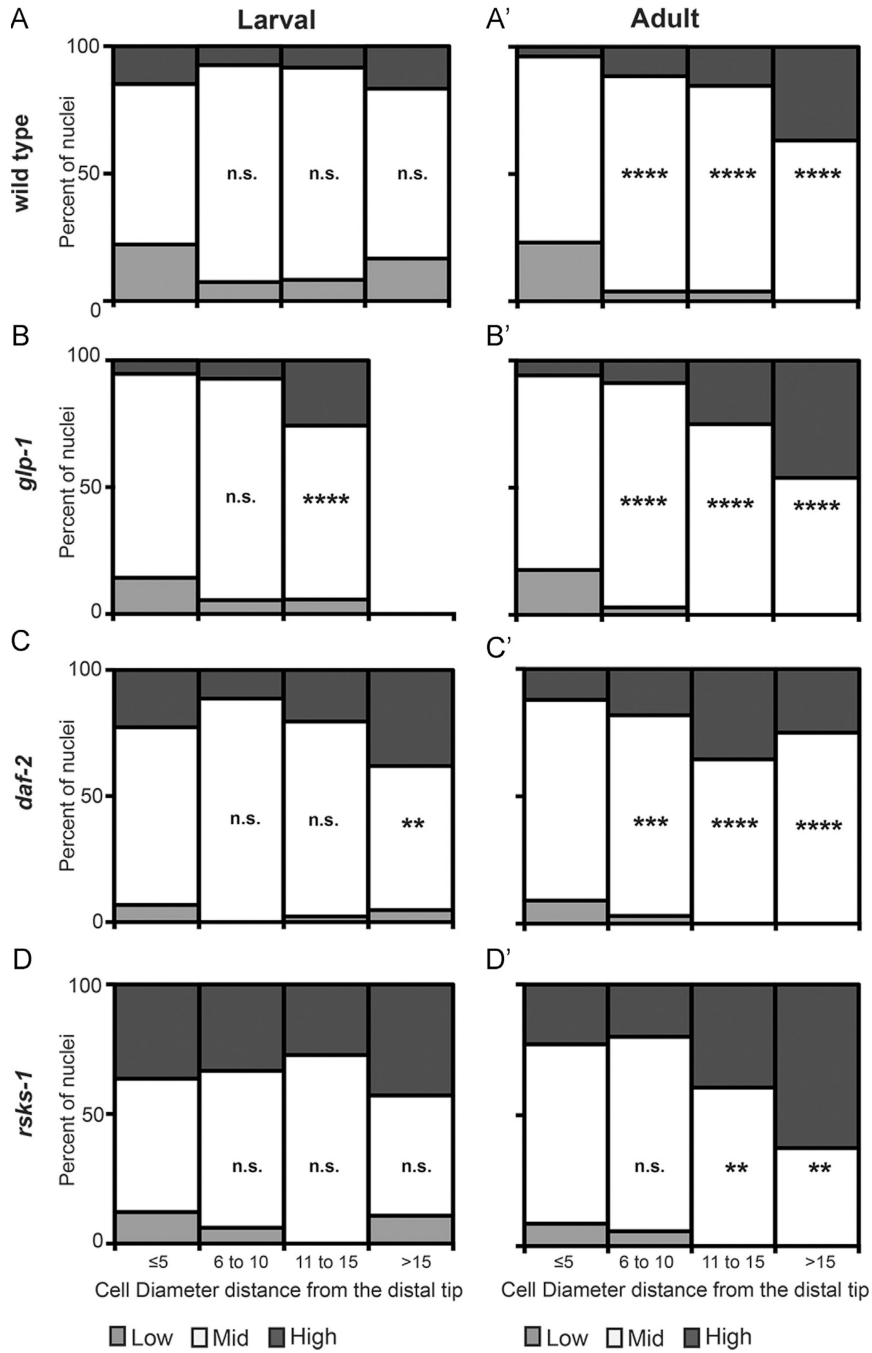 A Larval A' Adult
wild type
Percent of nuclei
100
50
0
n.s. n.s. n.s.
**** **** ****
B B'
glp-1
Percent of nuclei
100
50
0
n.s. ****
**** **** ****
C C'
daf-2
Percent of nuclei
100
50
0
n.s. n.s. **
*** **** ****
D D'
rsks-1
Percent of nuclei
100
50
0
n.s. n.s. n.s.
n.s. ** **
≤5 6 to 10 11 to 15 >15 ≤5 6 to 10 11 to 15 >15
Cell Diameter distance from the distal tip Cell Diameter distance from the distal tip
Low Mid High Low Mid High